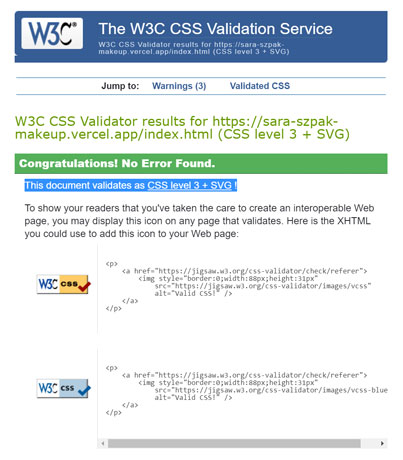 W3C®
The W3C CSS Validation Service
W3C CSS Validator results for https://sara-szpak-
makeup.vercel.app/index.html (CSS level 3 + SVG)
Jump to: Warnings (3) Validated CSS
W3C CSS Validator results for https://sara-szpak-
makeup.vercel.app/index.html (CSS level 3 + SVG)
Congratulations! No Error Found.
This document validates as CSS level 3 + SVG !
To show your readers that you've taken the care to create an interoperable Web
page, you may display this icon on any page that validates. Here is the XHTML
you could use to add this icon to your Web page:
<p>
<a href="https://jigsaw.w3.org/css-validator/check/referer">
<img style="border:0;width:88px;height:31px"
W3C CSS
src="https://jigsaw.w3.org/css-validator/images/vcss"
alt="Valid CSS!" />
</a>
</p>
<p>
<a href="https://jigsaw.w3.org/css-validator/check/referer">
<img style="border:0;width:88px;height:31px"
W3C CSS
src="https://jigsaw.w3.org/css-validator/images/vcss-blue
alt="Valid CSS!" />
</a>
</p>